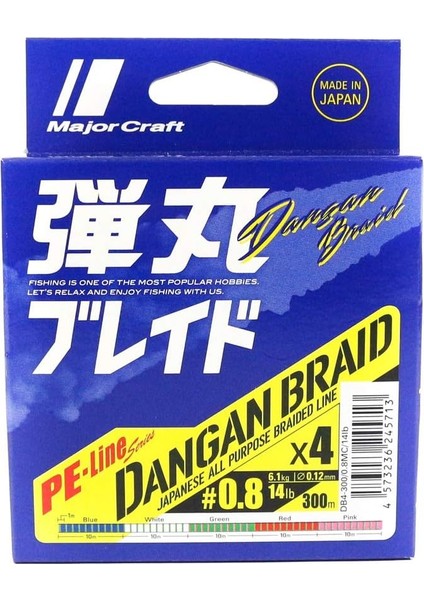 MajorCraft
MADE IN
JAPAN
弾丸
Dangan
Braid
FISHING IS ONE OF THE MOST POPULAR HOBBIES.
LET'S RELAX AND ENJOY FISHING WITH US.
ブレイド
PE-Line Series
DANGAN BRAID
JAPANESE ALL PURPOSE BRAIDED LINE
X4
#0.8
6.1kg
Ø0.12mm
14lb
300m
1m
Blue
White
Green
Red
Pink
10m
10m
10m
10m
10m
DB4-300/0.8MC/14lb
4 573236 245713